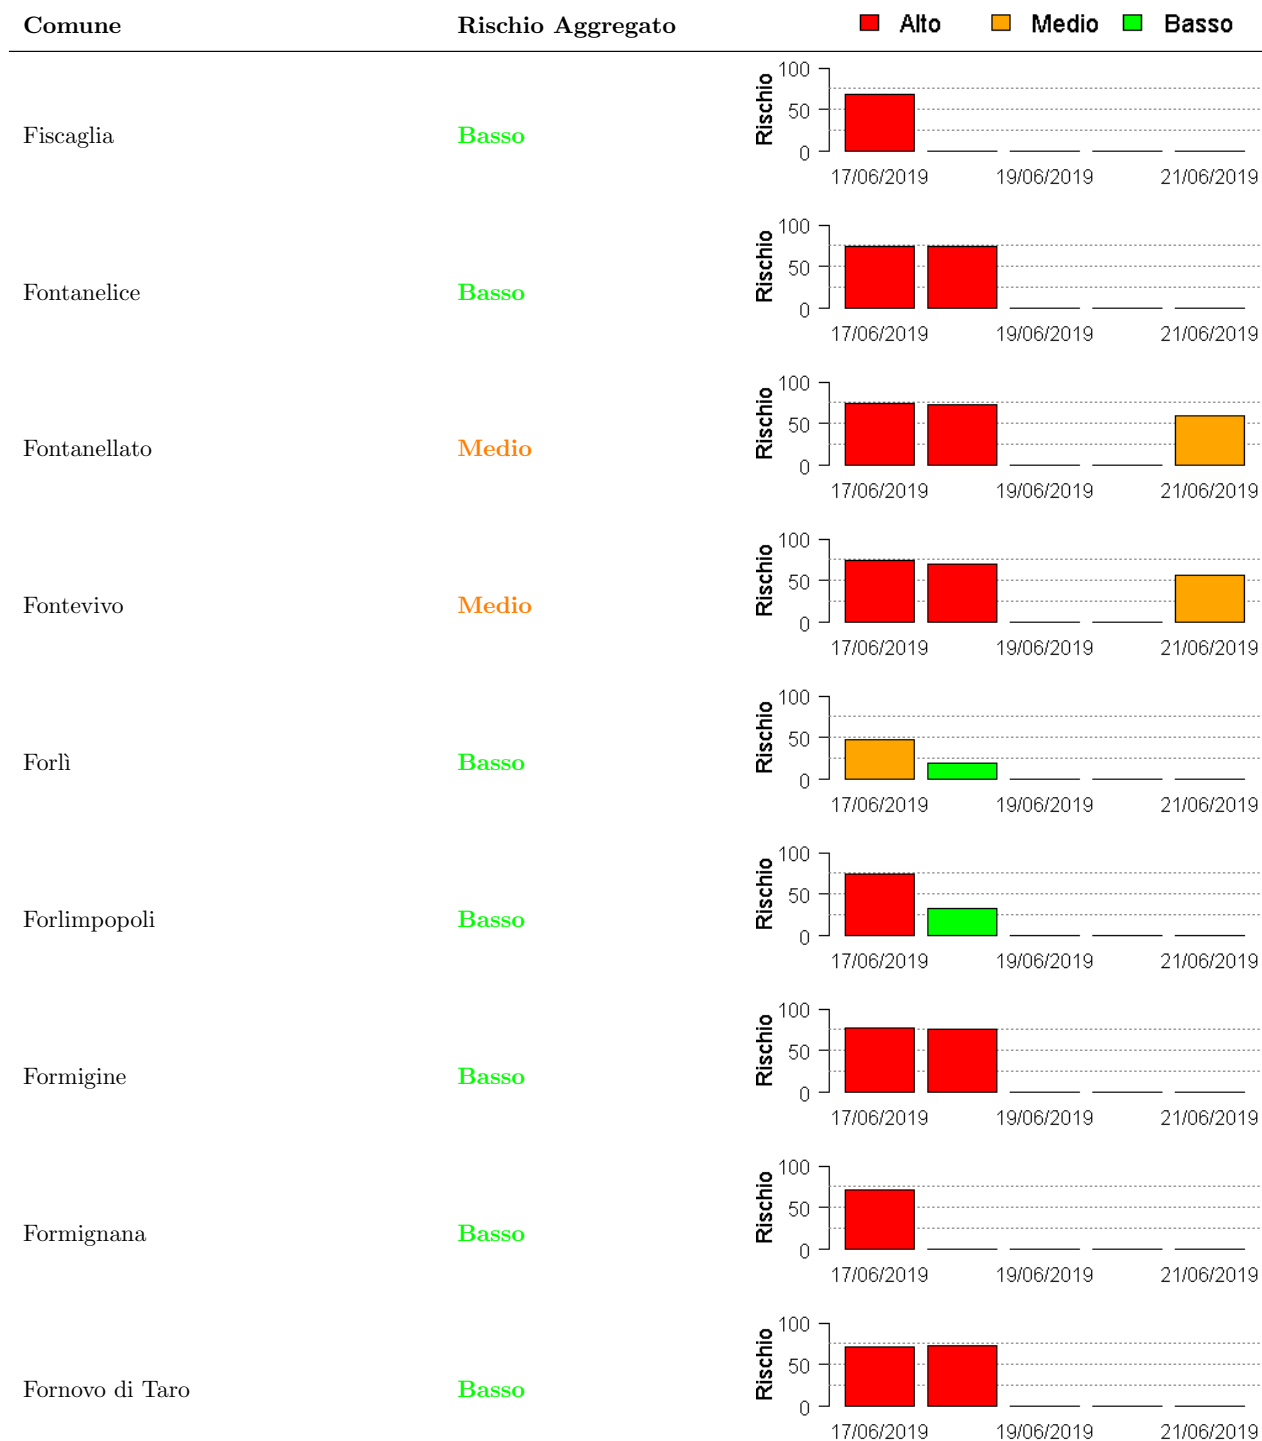 Comune Rischio Aggregato Alto Medio Basso
Fiscaglia Basso Rischio 100 50 0
17/06/2019 19/06/2019 21/06/2019
Fontanelice Basso Rischio 100 50 0
17/06/2019 19/06/2019 21/06/2019
Fontanellato Medio Rischio 100 50 0
17/06/2019 19/06/2019 21/06/2019
Fontevivo Medio Rischio 100 50 0
17/06/2019 19/06/2019 21/06/2019
Forlì Basso Rischio 100 50 0
17/06/2019 19/06/2019 21/06/2019
Forlimpopoli Basso Rischio 100 50 0
17/06/2019 19/06/2019 21/06/2019
Formigine Basso Rischio 100 50 0
17/06/2019 19/06/2019 21/06/2019
Formignana Basso Rischio 100 50 0
17/06/2019 19/06/2019 21/06/2019
Fornovo di Taro Basso Rischio 100 50 0
17/06/2019 19/06/2019 21/06/2019